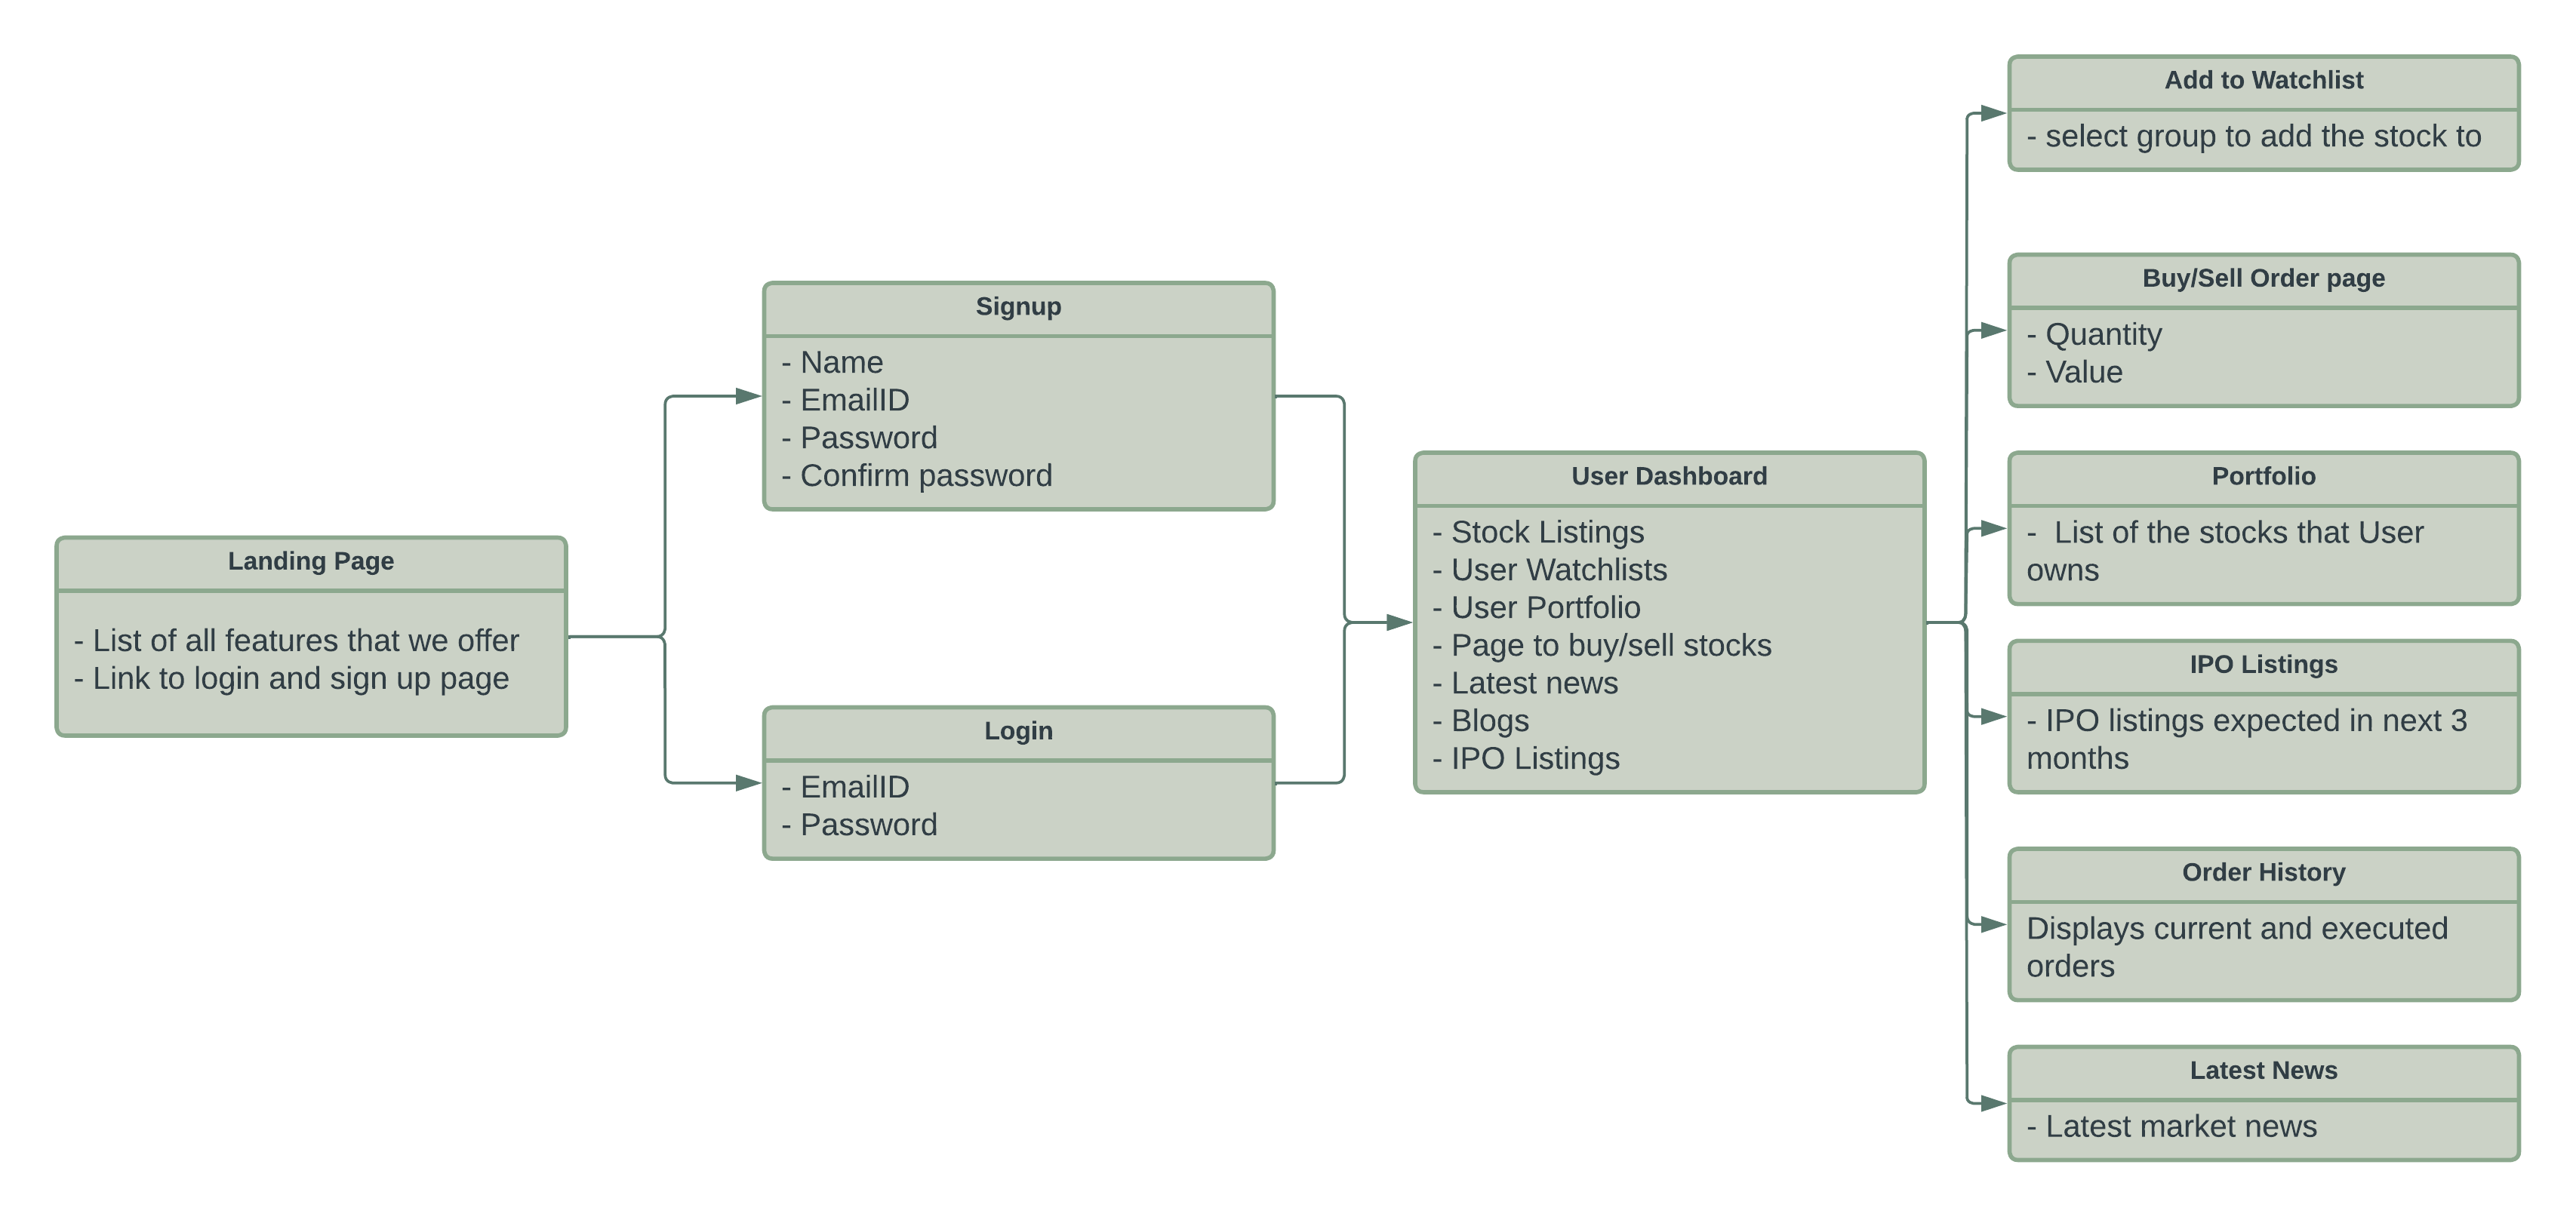 Landing Page
- List of all features that we offer
- Link to login and sign up page
Signup
- Name
- EmailID
- Password
- Confirm password
Login
- EmailID
- Password
User Dashboard
- Stock Listings
- User Watchlists
- User Portfolio
- Page to buy/sell stocks
- Latest news
- Blogs
- IPO Listings
Add to Watchlist
- select group to add the stock to
Buy/Sell Order page
- Quantity
- Value
Portfolio
-  List of the stocks that User
owns
IPO Listings
- IPO listings expected in next 3
months
Order History
Displays current and executed
orders
Latest News
- Latest market news